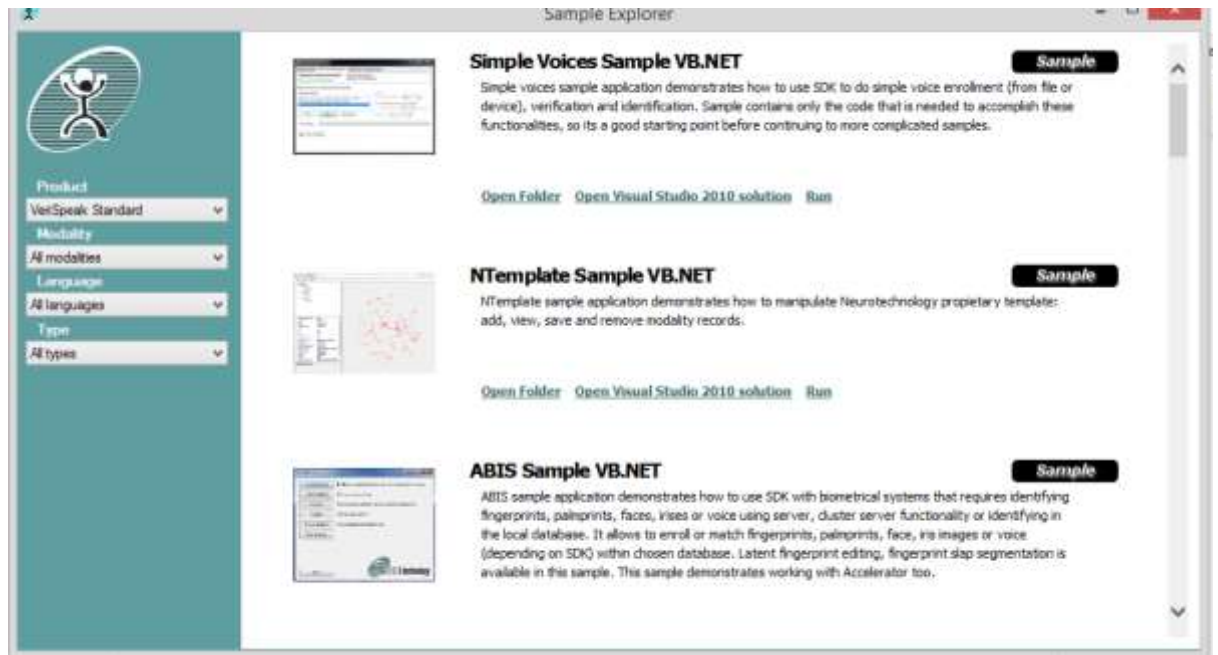 Sample Explorer
Product
VeriSpeak Standard
Modality
All modalities
Language
All languages
Type
All types
Simple Voices Sample VB.NET
Sample
Simple voices sample application demonstrates how to use SDK to do simple voice enrolment (from file or
device), verification and identification. Sample contains only the code that is needed to accomplish these
functionalities, so its a good starting point before continuing to more complicated samples.
Open Folder Open Visual Studio 2010 solution Run
NTemplate Sample VB.NET
Sample
NTemplate sample application demonstrates how to manipulate Neurotechnology propietary template:
add, view, save and remove modality records.
Open Folder Open Visual Studio 2010 solution Run
ABIS Sample VB.NET
Sample
ABIS sample application demonstrates how to use SDK with biometrical systems that requires identifying
fingerprints, palmprints, faces, irises or voice using server, cluster server functionality or identifying in
the local database. It allows to enroll or match fingerprints, palmprints, face, iris images or voice
(depending on SDK) within chosen database. Latent fingerprint editing, fingerprint slap segmentation is
available in this sample. This sample demonstrates working with Accelerator too.